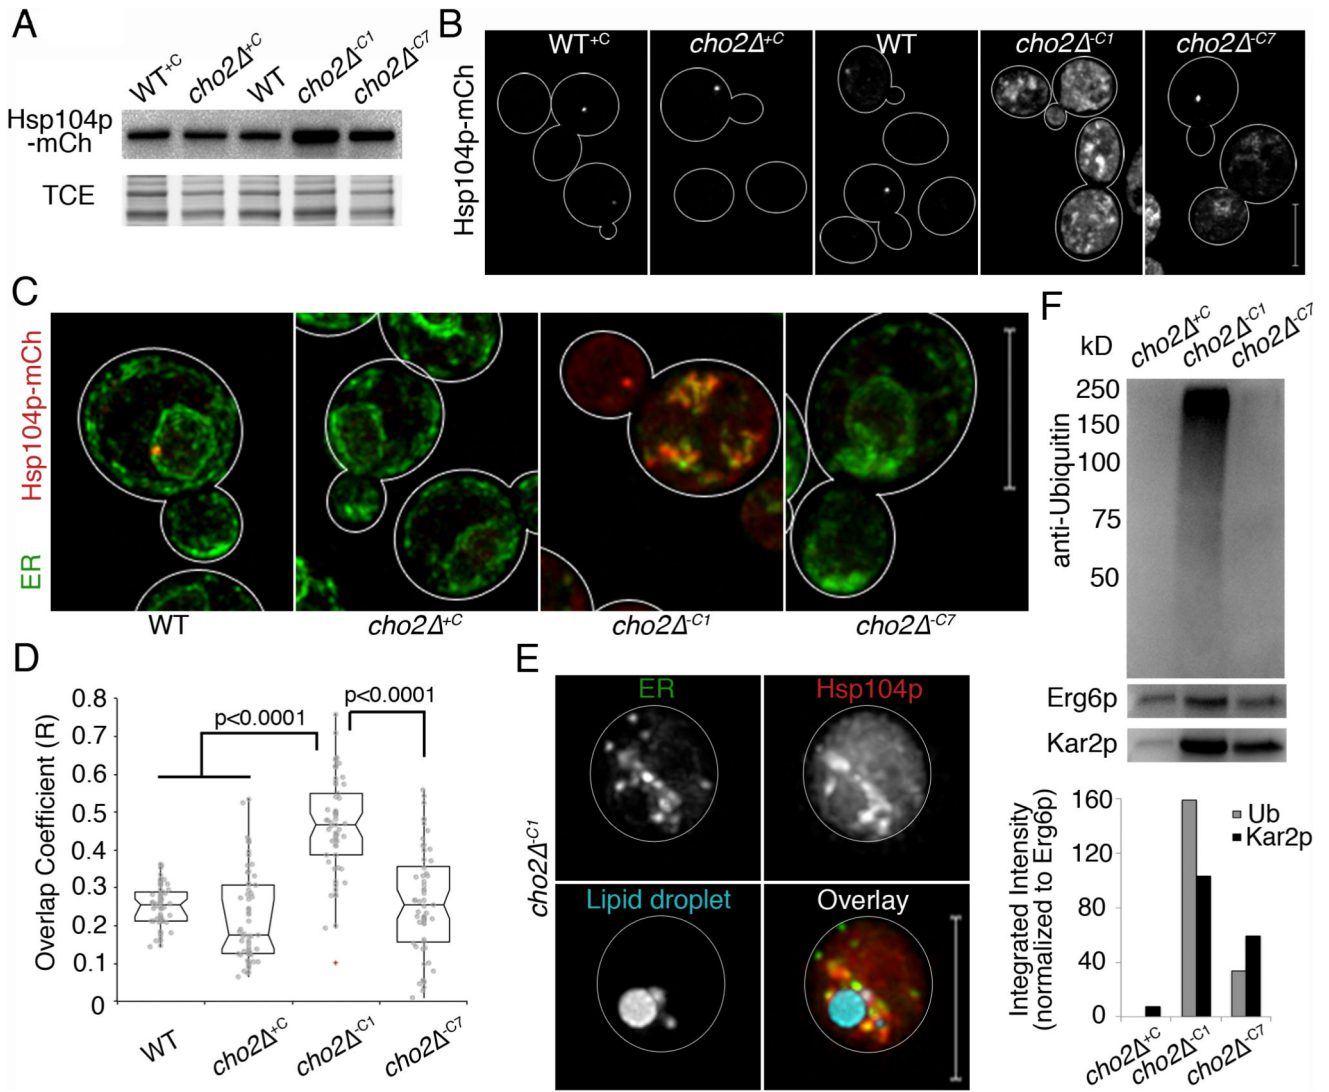 A
WT+C
cho2Δ+C
WT
cho2Δ-C1
cho2Δ-C7
Hsp104p
-mCh
TCE
B
Hsp104p-mCh
WT+C
cho2Δ+C
WT
cho2Δ-C1
cho2Δ-C7
C
ER Hsp104p-mCh
WT
cho2Δ+C
cho2Δ-C1
cho2Δ-C7
D
Overlap Coefficient (R)
0.8
0.7
0.6
0.5
0.4
0.3
0.2
0.1
0
p<0.0001
p<0.0001
WT
cho2Δ+C
cho2Δ-C1
cho2Δ-C7
E
cho2Δ-C1
ER
Hsp104p
Lipid droplet
Overlay
F
kD
cho2Δ+C
cho2Δ-C1
cho2Δ-C7
anti-Ubiquitin
250
150
100
75
50
Erg6p
Kar2p
Integrated Intensity
(normalized to Erg6p)
160
120
80
40
0
Ub
Kar2p
cho2Δ+C
cho2Δ-C1
cho2Δ-C7